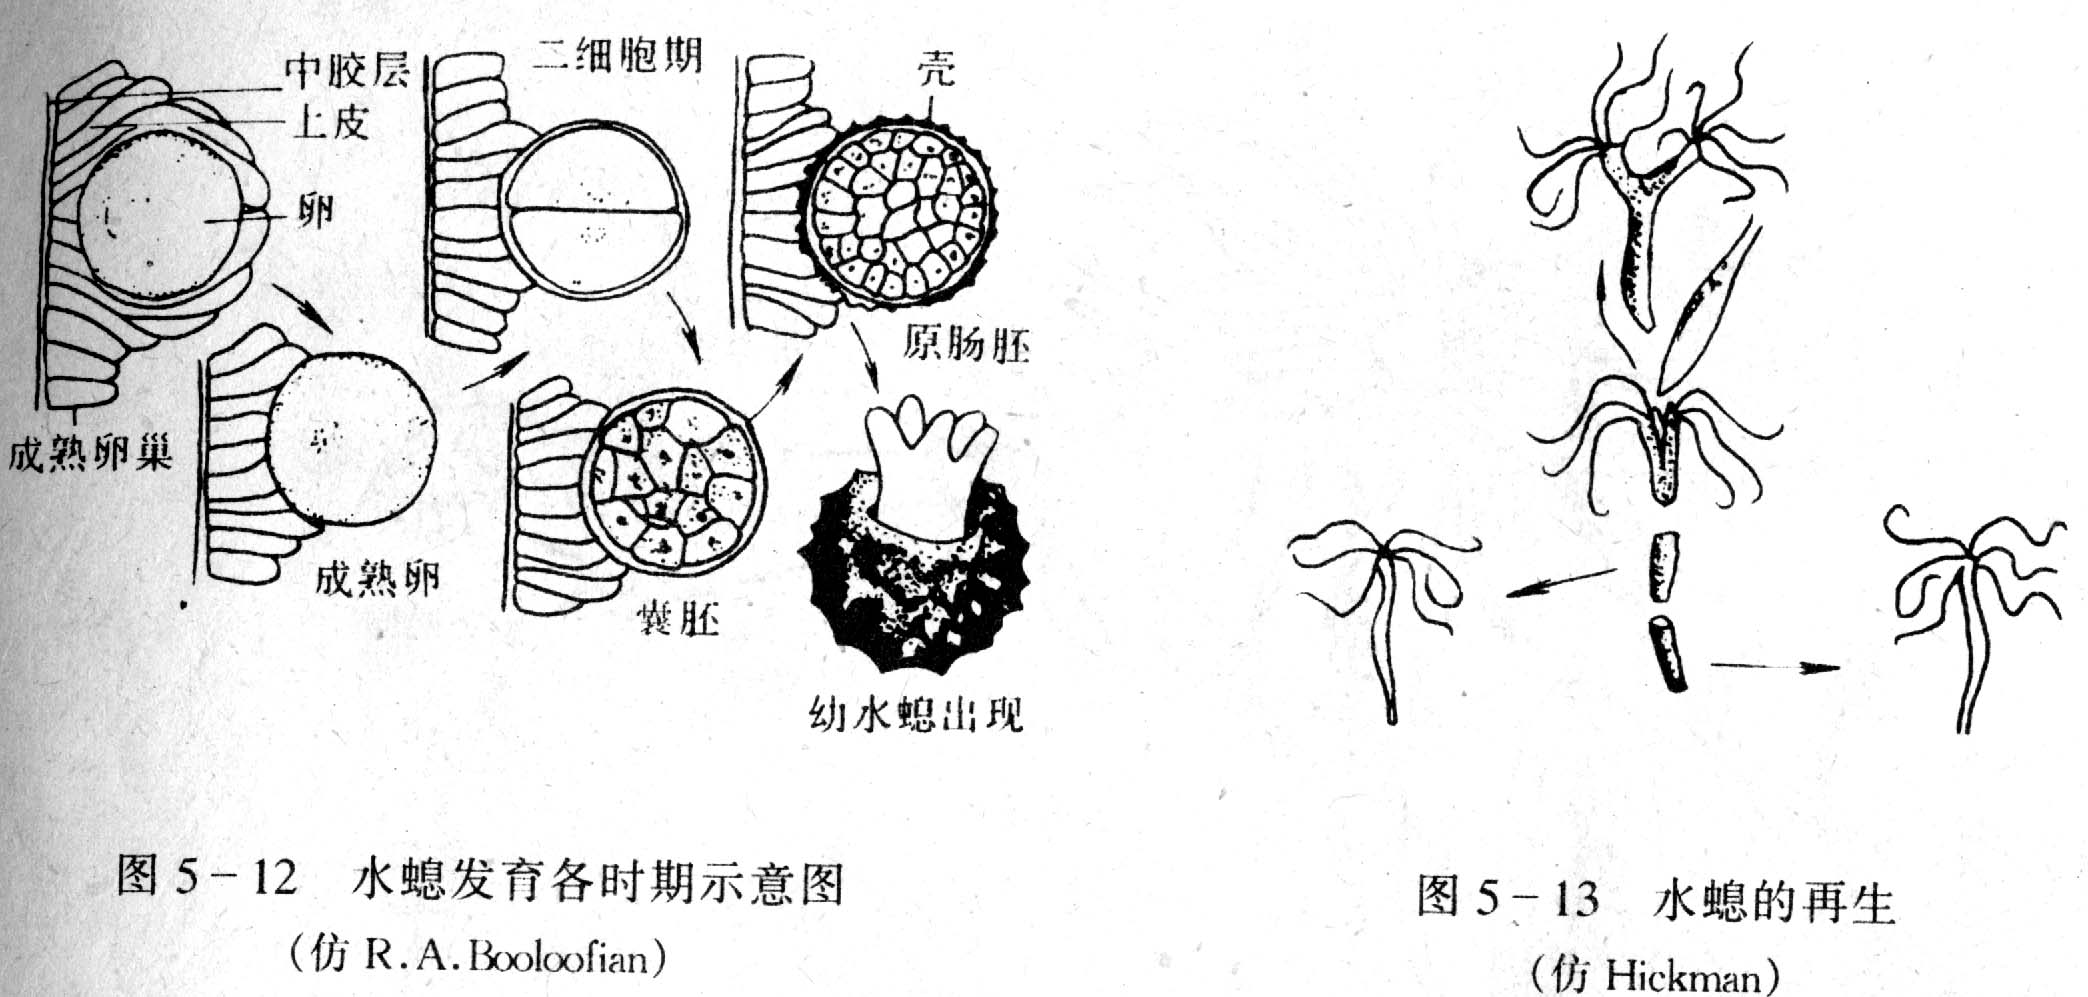 中胶层
上皮
卵
成熟卵巢
成熟卵
二细胞期
囊胚
壳
原肠胚
幼水螅出现
图 5-12 水螅发育各时期示意图
(仿 R.A.Booloofian)
图 5-13 水螅的再生
(仿 Hickman)